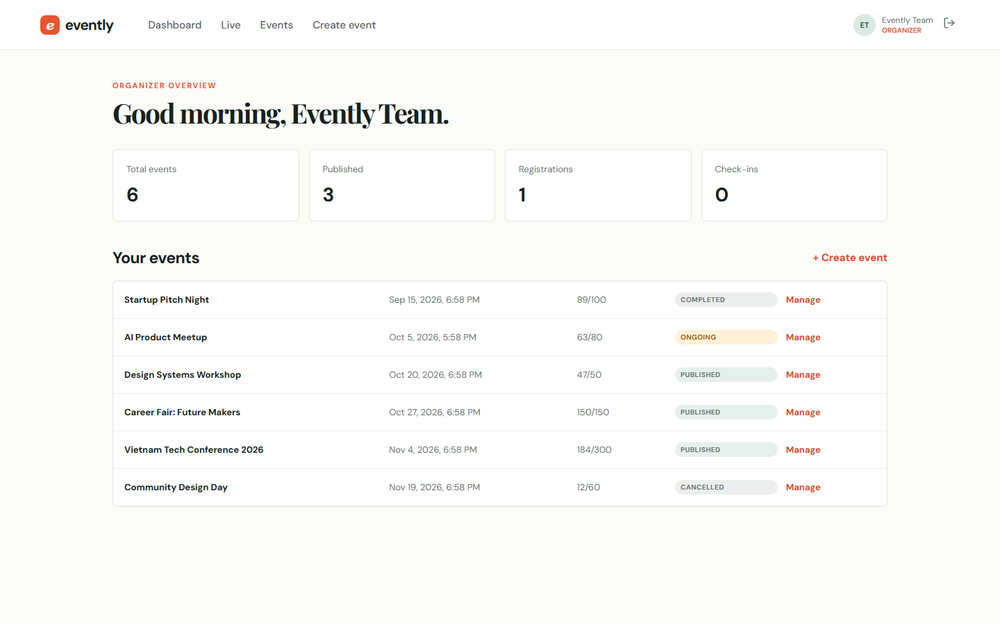 e evently Dashboard Live Events Create event ET Evently Team
ORGANIZER
ORGANIZER OVERVIEW
Good morning, Evently Team.
Total events Published Registrations Check-ins
6 3 1 0
Your events + Create event
Startup Pitch Night Sep 15, 2026, 6:58 PM 89/100 COMPLETED Manage
AI Product Meetup Oct 5, 2026, 5:58 PM 63/80 ONGOING Manage
Design Systems Workshop Oct 20, 2026, 6:58 PM 47/50 PUBLISHED Manage
Career Fair: Future Makers Oct 27, 2026, 6:58 PM 150/150 PUBLISHED Manage
Vietnam Tech Conference 2026 Nov 4, 2026, 6:58 PM 184/300 PUBLISHED Manage
Community Design Day Nov 19, 2026, 6:58 PM 12/60 CANCELLED Manage